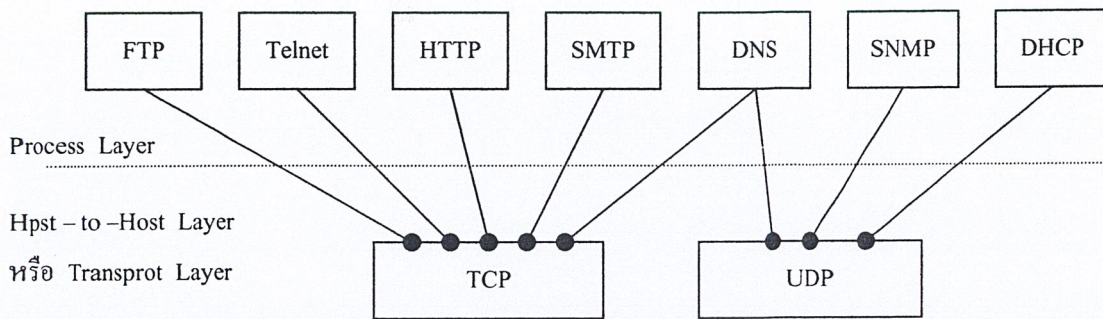 FTP Telnet HTTP SMTP DNS SNMP DHCP
Process Layer
Hpst – to –Host Layer
หรือ Transprot Layer
TCP UDP